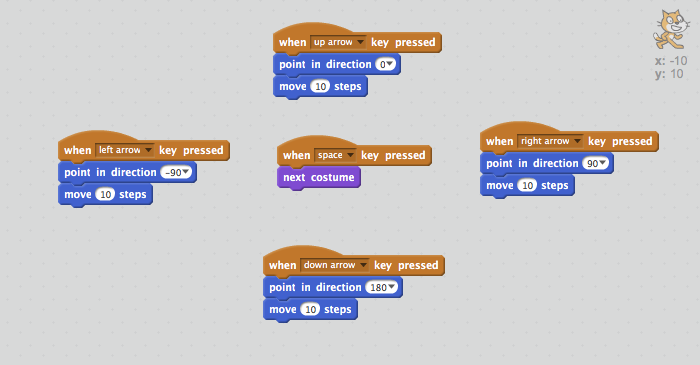 when up arrow key pressed
point in direction 0
move 10 steps
x: -10
y: 10
when left arrow key pressed
point in direction -90
move 10 steps
when space key pressed
next costume
when right arrow key pressed
point in direction 90
move 10 steps
when down arrow key pressed
point in direction 180
move 10 steps